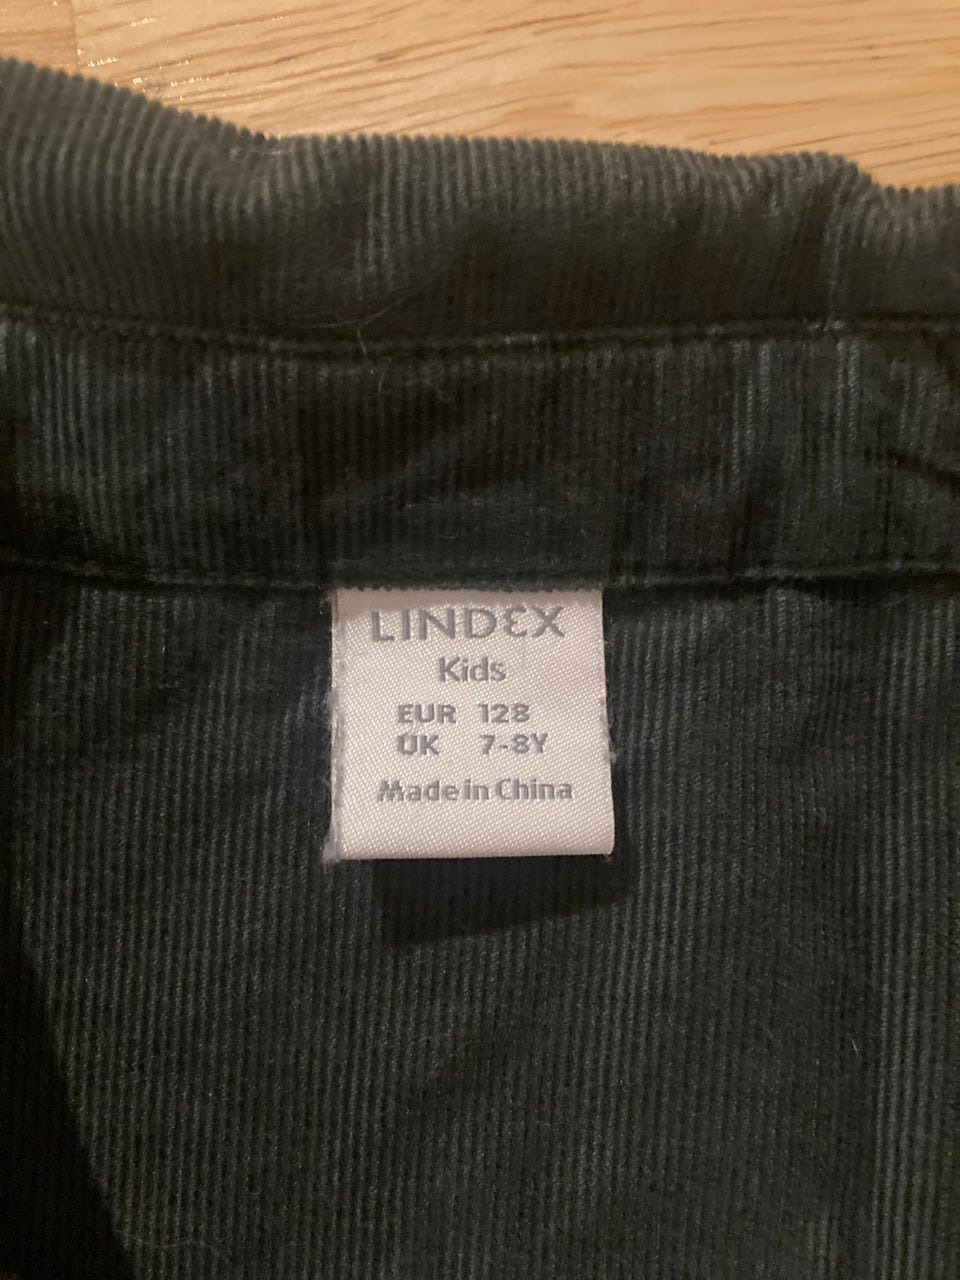 LINDEX
Kids
EUR 128
UK 7-8Y
Made in China